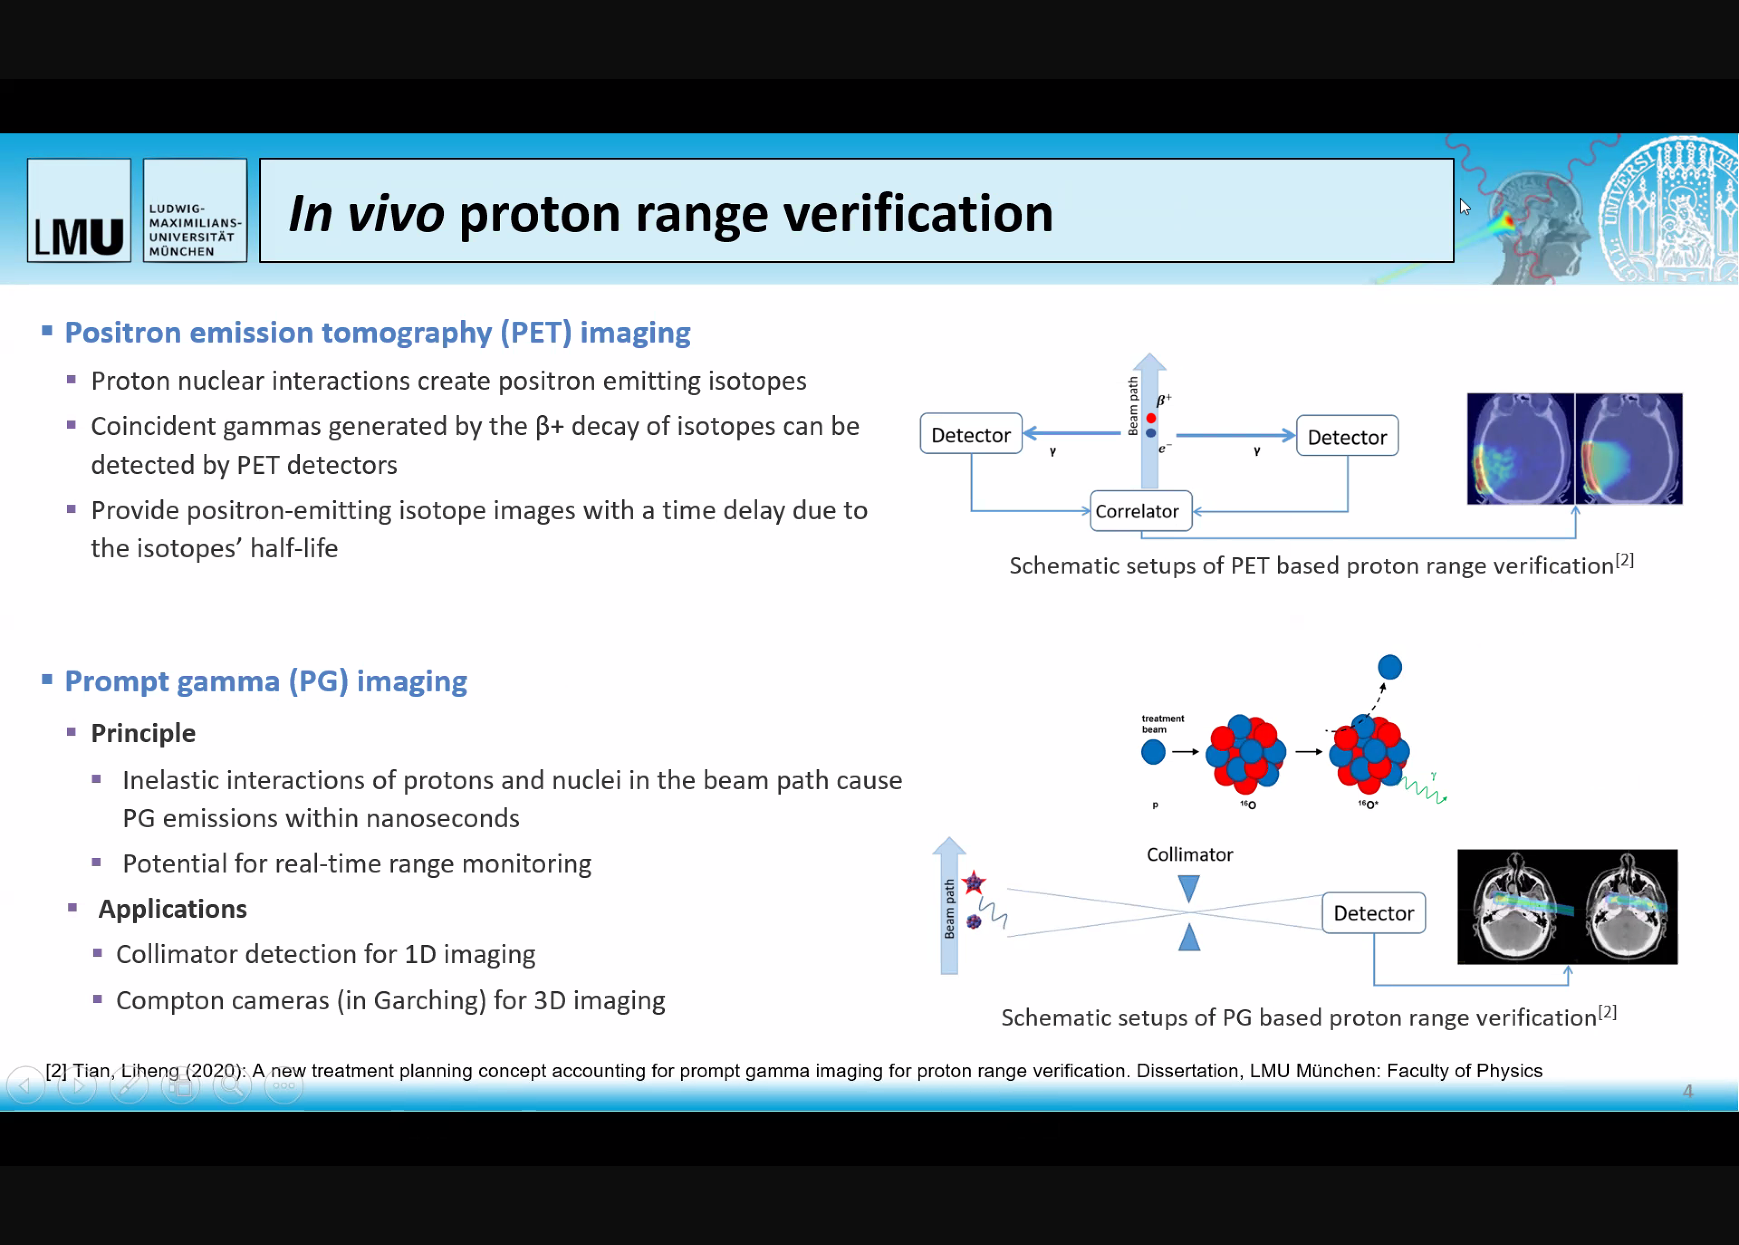 LMU
LUDWIG-
MAXIMILIANS-
UNIVERSITÄT
MÜNCHEN
In vivo proton range verification
Positron emission tomography (PET) imaging
Proton nuclear interactions create positron emitting isotopes
Coincident gammas generated by the β+ decay of isotopes can be
detected by PET detectors
Provide positron-emitting isotope images with a time delay due to
the isotopes’ half-life
Beam path
β+
e−
Detector
γ
γ
Detector
Correlator
Schematic setups of PET based proton range verification[2]
Prompt gamma (PG) imaging
Principle
Inelastic interactions of protons and nuclei in the beam path cause
PG emissions within nanoseconds
Potential for real-time range monitoring
Applications
Collimator detection for 1D imaging
Compton cameras (in Garching) for 3D imaging
treatment
beam
γ
p
16O
16O*
Collimator
Beam path
Detector
Schematic setups of PG based proton range verification[2]
[2] Tian, Liheng (2020): A new treatment planning concept accounting for prompt gamma imaging for proton range verification. Dissertation, LMU München: Faculty of Physics
4